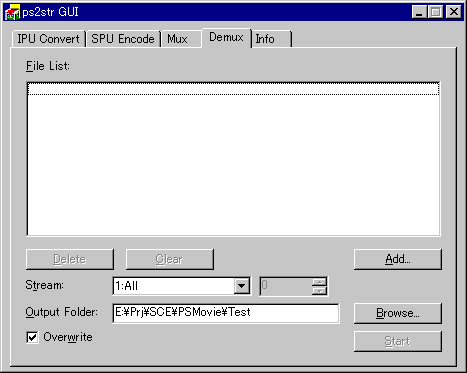 ps2str GUI
IPU Convert SPU Encode Mux Demux Info
File List:
Delete Clear Add...
Stream: 1:All 0
Output Folder: E:¥Prj¥SCE¥PSMovie¥Test Browse...
Overwrite Start